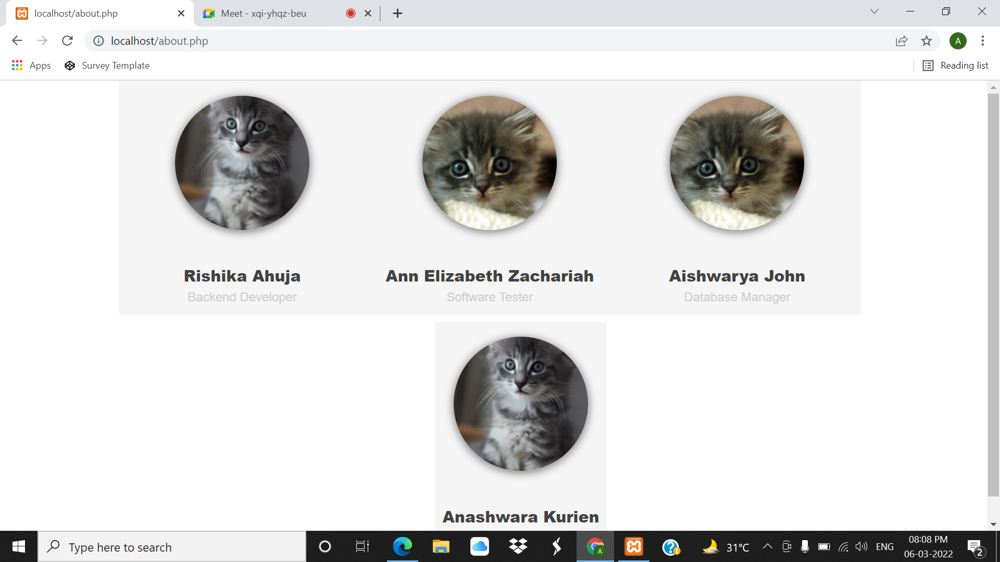 localhost/about.php
Meet - xqi-yhqz-beu
localhost/about.php
A
Apps
Survey Template
Reading list
Rishika Ahuja
Backend Developer
Ann Elizabeth Zachariah
Software Tester
Aishwarya John
Database Manager
Anashwara Kurien
Type here to search
A
31°C
ENG
08:08 PM
06-03-2022
2